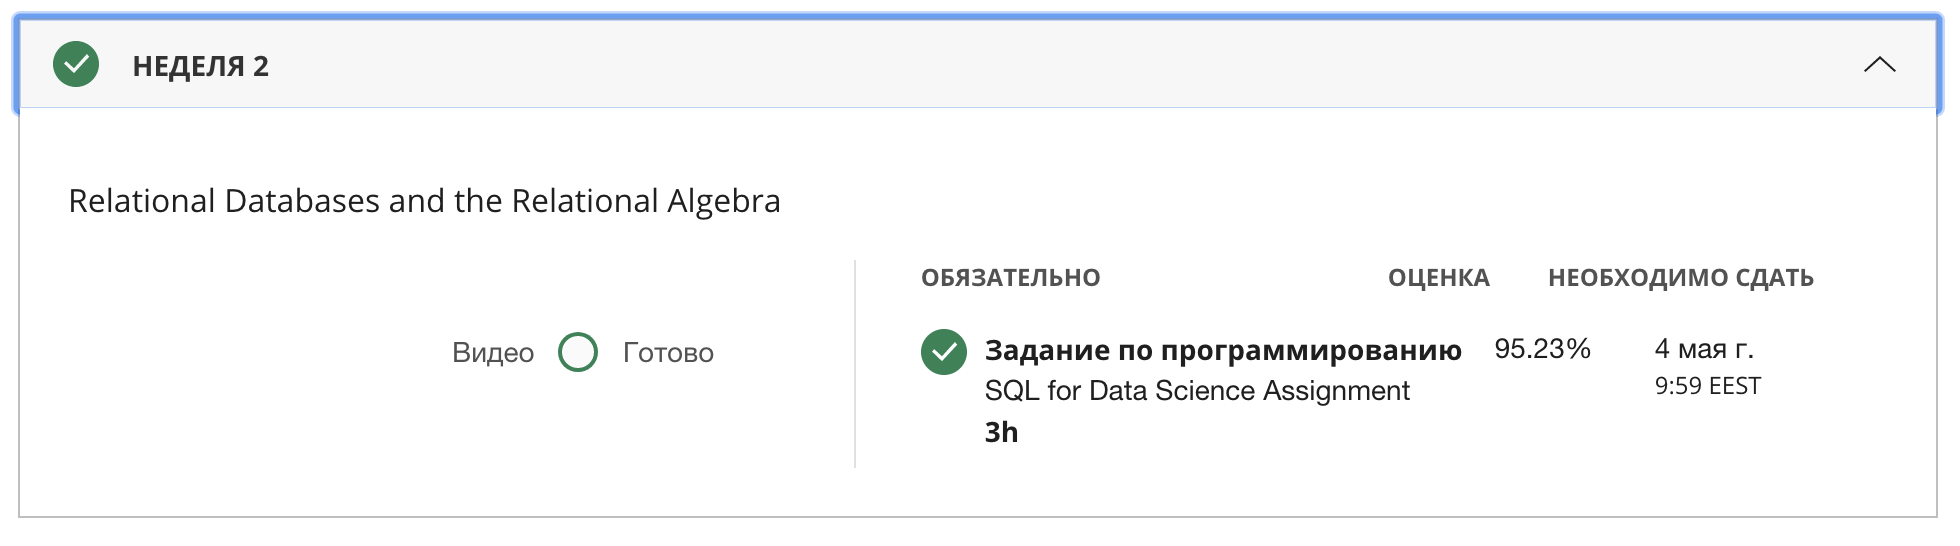 НЕДЕЛЯ 2
Relational Databases and the Relational Algebra
Видео Готово
ОБЯЗАТЕЛЬНО ОЦЕНКА НЕОБХОДИМО СДАТЬ
Задание по программированию 95.23% 4 мая г.
SQL for Data Science Assignment 9:59 EEST
3h